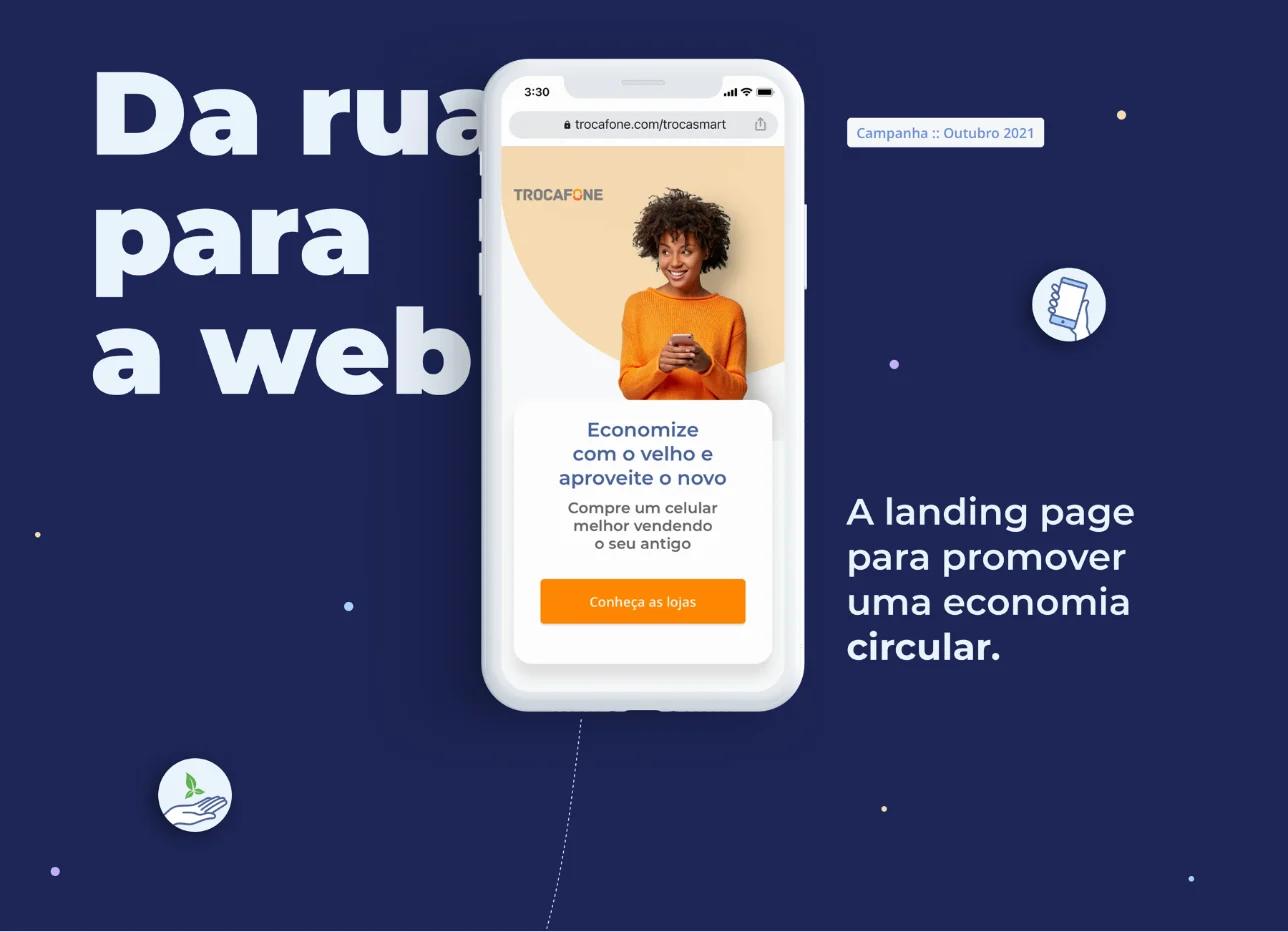 Da rua
para
a web
3:30
trocafone.com/trocasmart
TROCAFONE
Economize
com o velho e
aproveite o novo
Compre um celular
melhor vendendo
o seu antigo
Conheça as lojas
Campanha :: Outubro 2021
A landing page
para promover
uma economia
circular.